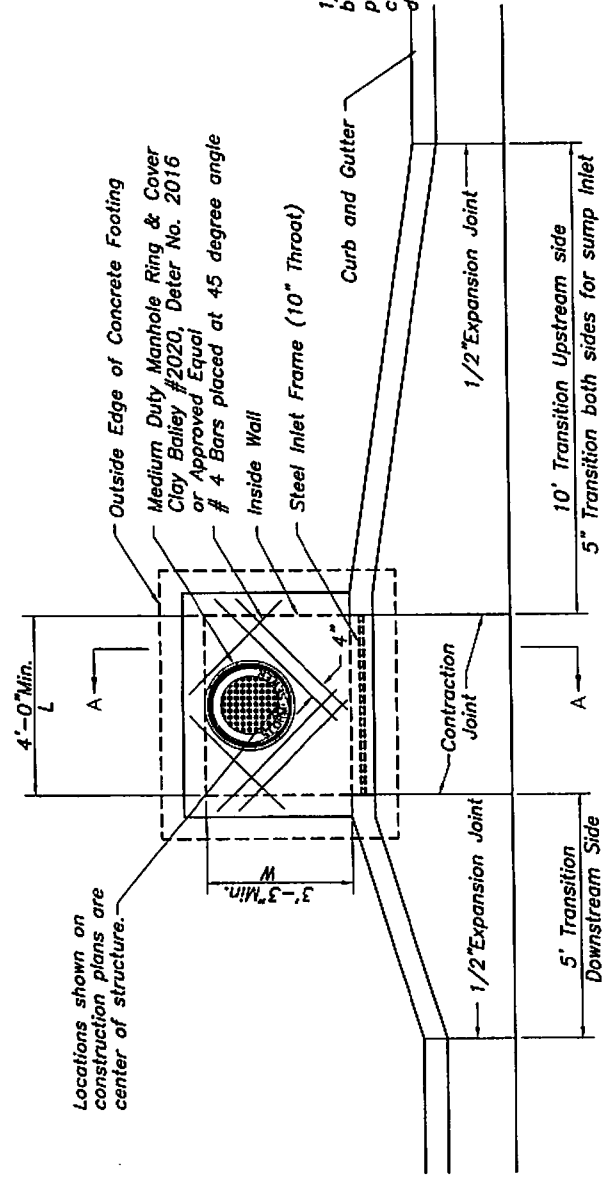 Locations shown on
construction plans are
center of structure.
4'-0"Min.
L
A
A
3'-3"Min.
W
4"
Outside Edge of Concrete Footing
Medium Duty Manhole Ring & Cover
Clay Bailey #2020, Deter No. 2016
or Approved Equal
# 4 Bars placed at 45 degree angle
Inside Wall
Steel Inlet Frame (10" Throat)
Curb and Gutter
1/2"Expansion Joint
Contraction
Joint
1/2"Expansion Joint
5' Transition
Downstream Side
10' Transition Upstream side
5" Transition both sides for sump Inlet